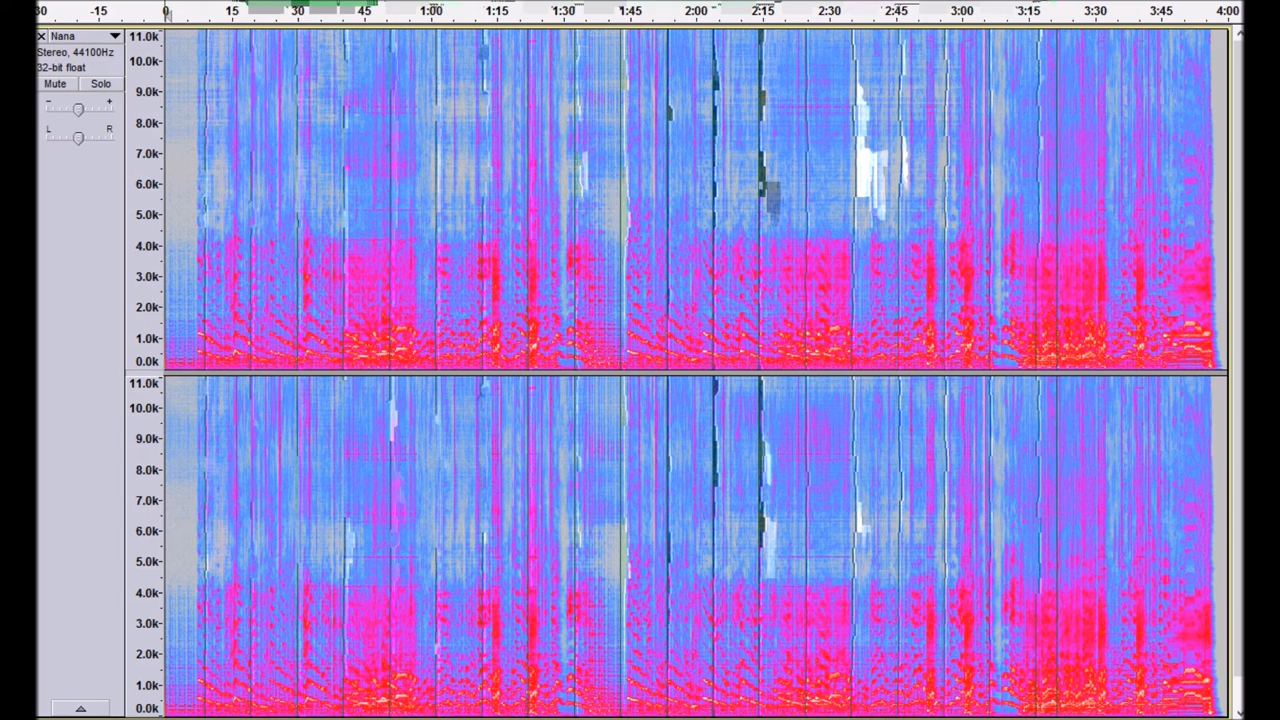 30 -15 0 15 30 45 1:00 1:15 1:30 1:45 2:00 2:15 2:30 2:45 3:00 3:15 3:30 3:45 4:00
Nana
Stereo, 44100Hz
32-bit float
Mute Solo
- +
L R
11.0k
10.0k
9.0k
8.0k
7.0k
6.0k
5.0k
4.0k
3.0k
2.0k
1.0k
0.0k
11.0k
10.0k
9.0k
8.0k
7.0k
6.0k
5.0k
4.0k
3.0k
2.0k
1.0k
0.0k